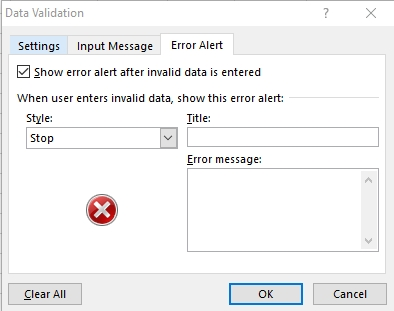 Data Validation ? ×
Settings Input Message Error Alert
Show error alert after invalid data is entered
When user enters invalid data, show this error alert:
Style: Title:
Stop
Error message:
Clear All OK Cancel